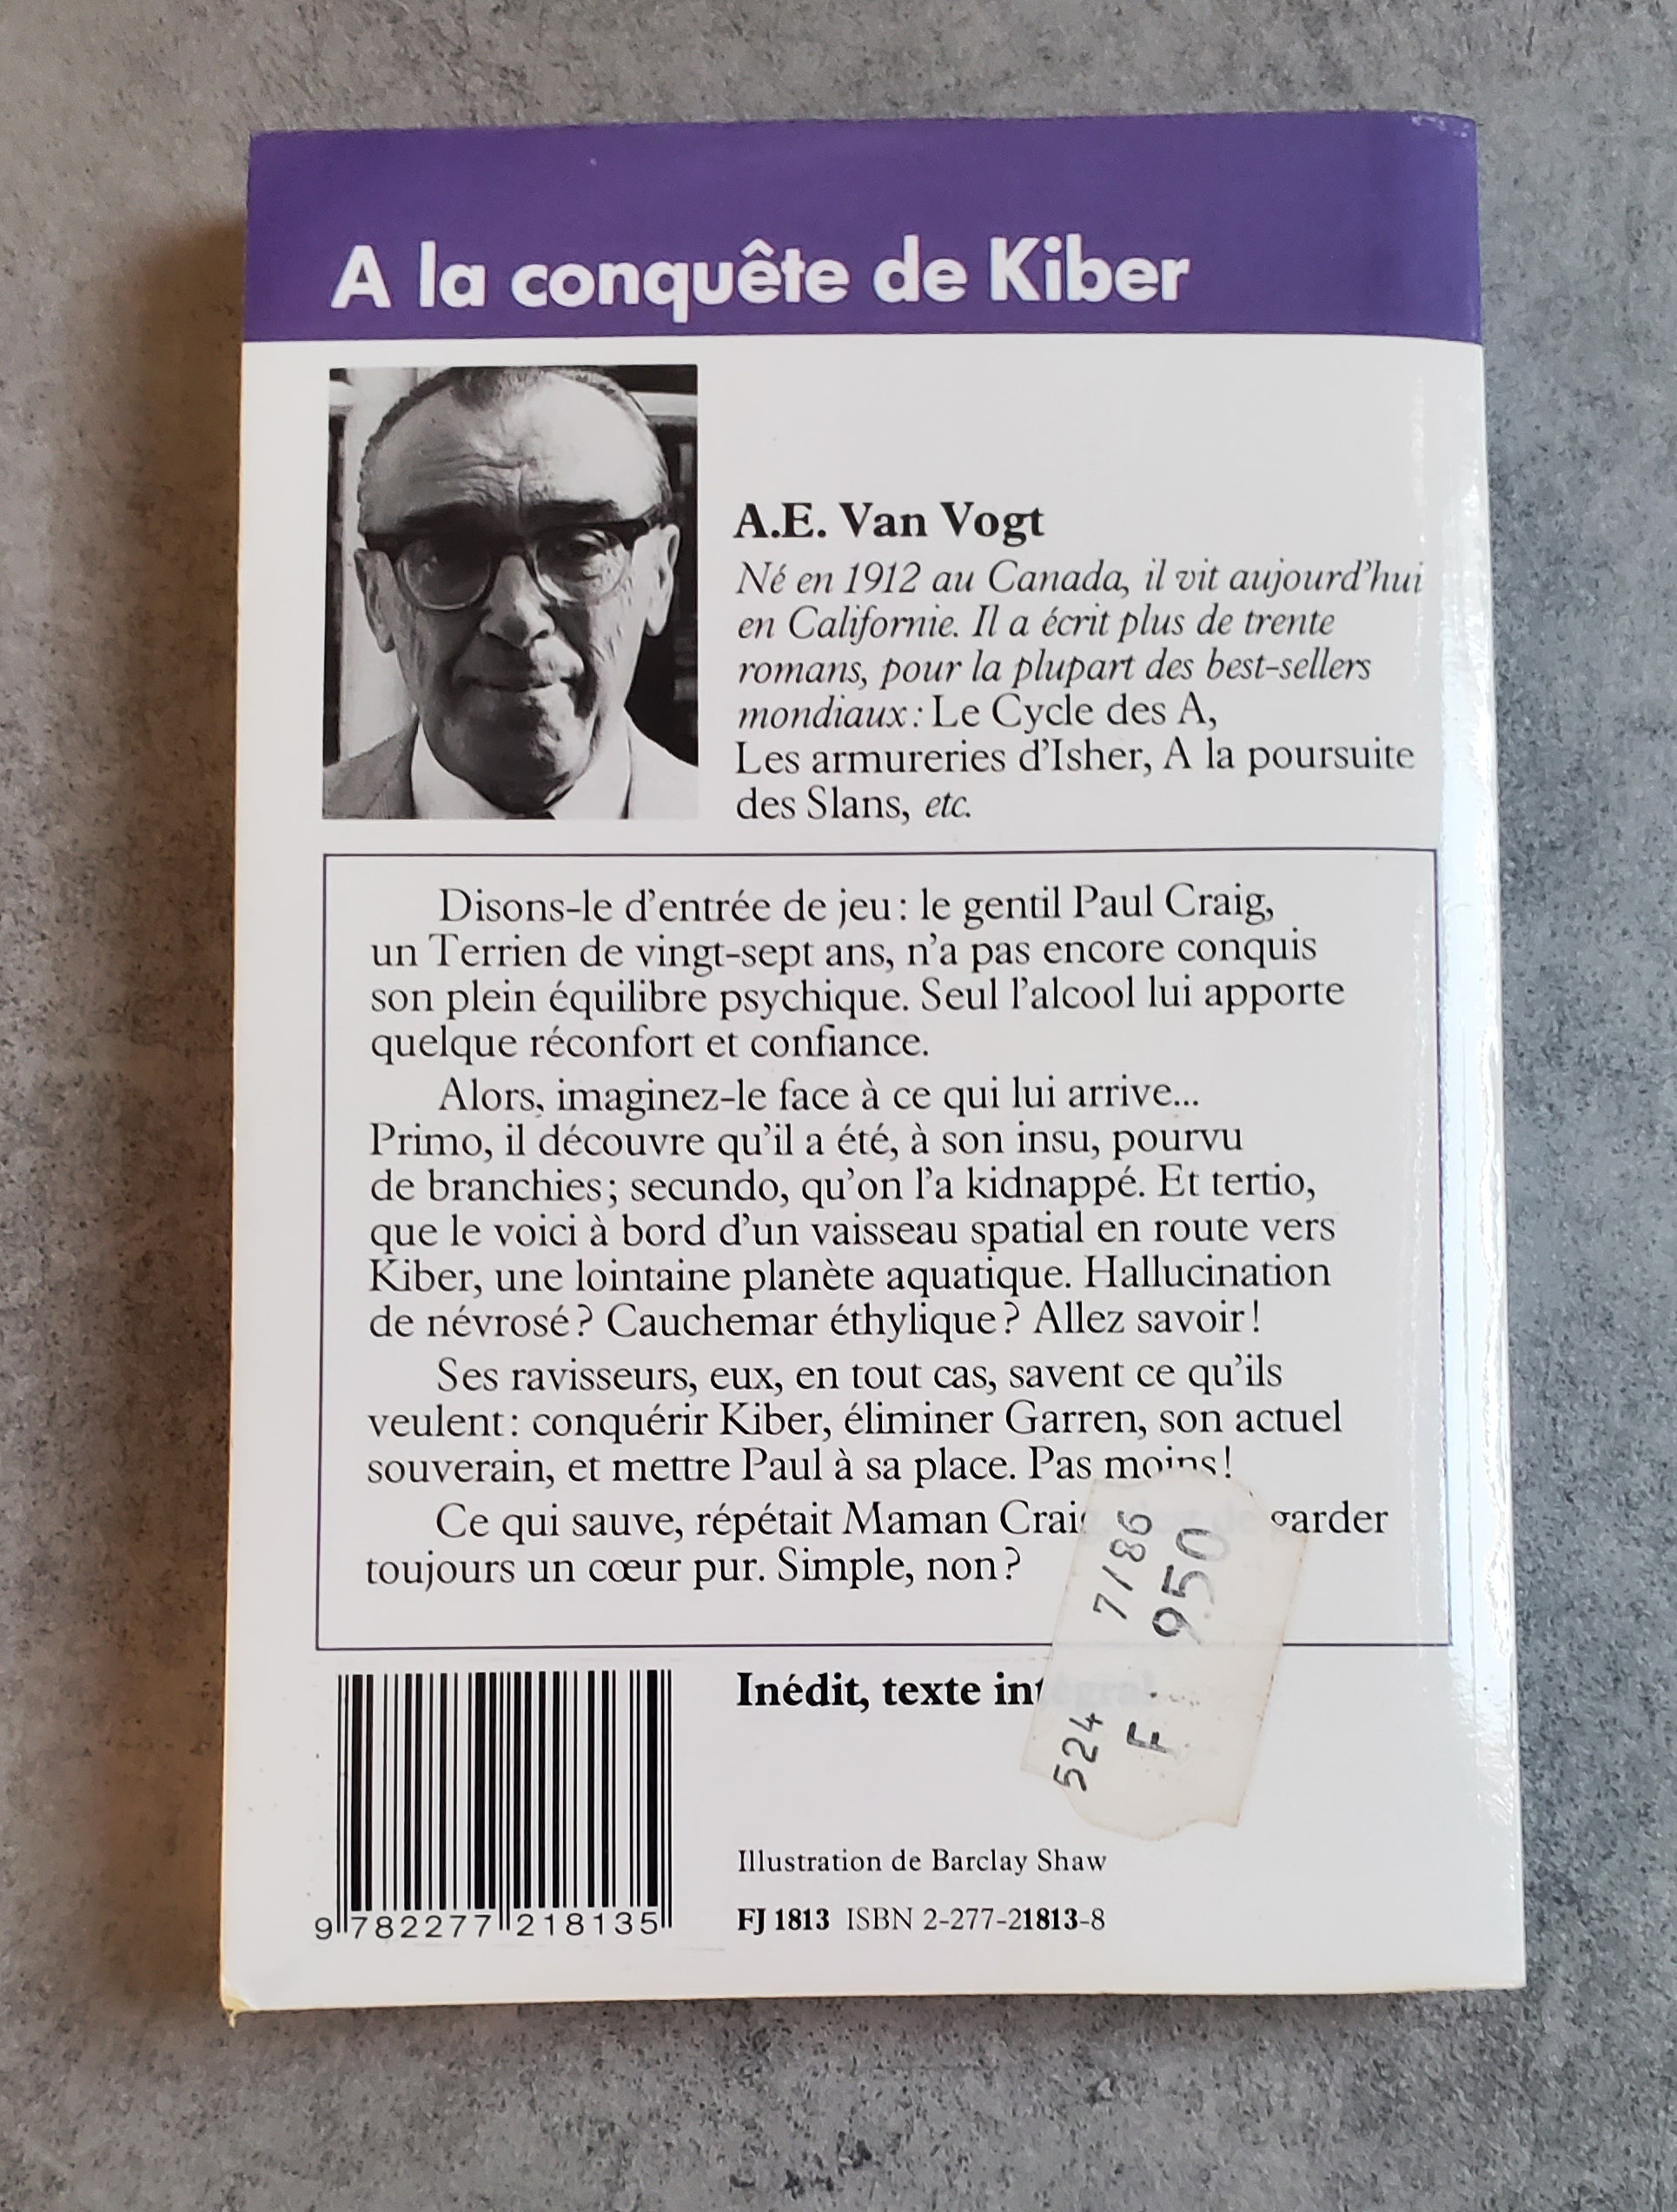 A la conquête de Kiber
A.E. Van Vogt
Né en 1912 au Canada, il vit aujourd'hui
en Californie. Il a écrit plus de trente
romans, pour la plupart des best-sellers
mondiaux : Le Cycle des A,
Les armureries d'Isher, A la poursuite
des Slans, etc.
Disons-le d'entrée de jeu : le gentil Paul Craig,
un Terrien de vingt-sept ans, n'a pas encore conquis
son plein équilibre psychique. Seul l'alcool lui apporte
quelque réconfort et confiance.
Alors, imaginez-le face à ce qui lui arrive...
Primo, il découvre qu'il a été, à son insu, pourvu
de branchies ; secundo, qu'on l'a kidnappé. Et tertio,
que le voici à bord d'un vaisseau spatial en route vers
Kiber, une lointaine planète aquatique. Hallucination
de névrosé ? Cauchemar éthylique ? Allez savoir !
Ses ravisseurs, eux, en tout cas, savent ce qu'ils
veulent : conquérir Kiber, éliminer Garren, son actuel
souverain, et mettre Paul à sa place. Pas moins !
Ce qui sauve, répétait Maman Craig, de garder
toujours un cœur pur. Simple, non ?
524 7/86
F. 950
Inédit, texte intégral
Illustration de Barclay Shaw
FJ 1813 ISBN 2-277-21813-8
9 782277 218135